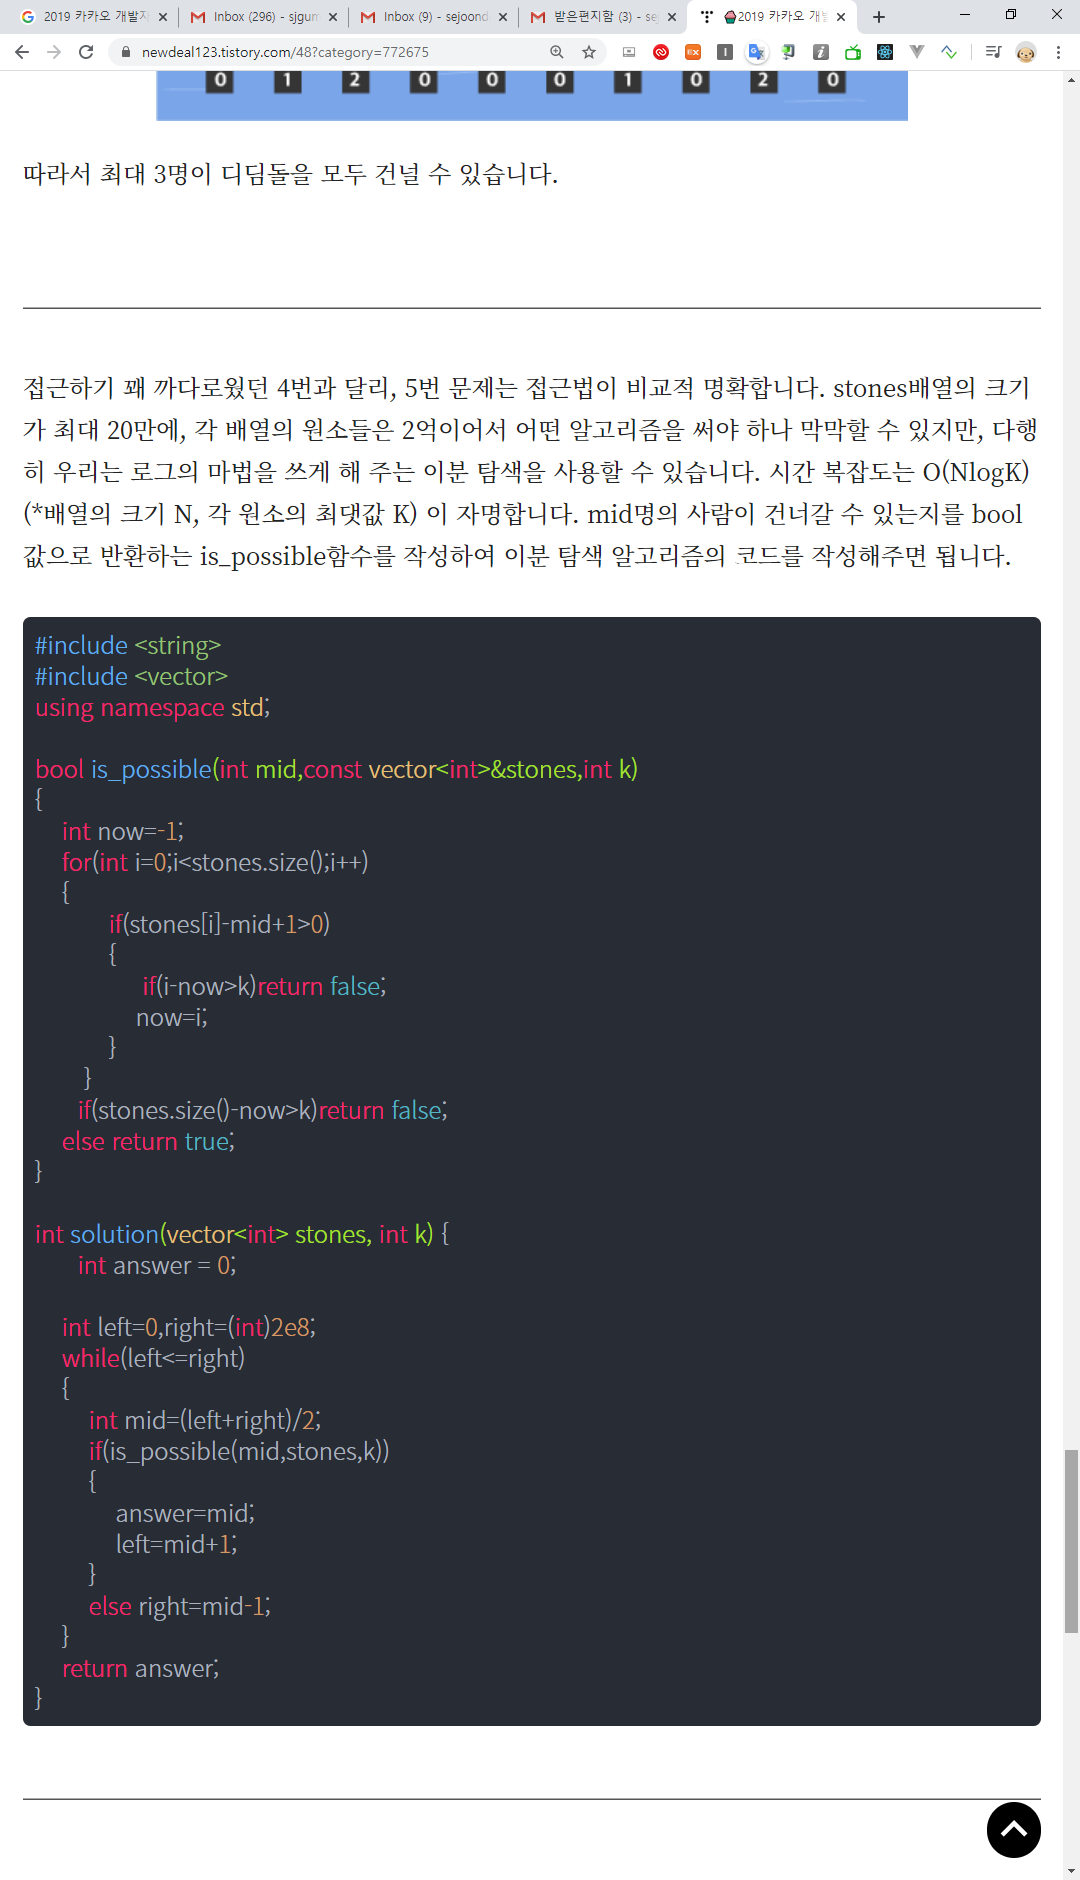 2019 카카오 개발자
Inbox (296) - sjgum
Inbox (9) - sejoond
받은편지함 (3) - se
2019 카카오 개발
newdeal123.tistory.com/48?category=772675
0 1 2 0 0 0 1 0 2 0
따라서 최대 3명이 디딤돌을 모두 건널 수 있습니다.
접근하기 꽤 까다로웠던 4번과 달리, 5번 문제는 접근법이 비교적 명확합니다. stones배열의 크기
가 최대 20만에, 각 배열의 원소들은 2억이어서 어떤 알고리즘을 써야 하나 막막할 수 있지만, 다행
히 우리는 로그의 마법을 쓰게 해 주는 이분 탐색을 사용할 수 있습니다. 시간 복잡도는 O(NlogK)
(*배열의 크기 N, 각 원소의 최댓값 K) 이 자명합니다. mid명의 사람이 건너갈 수 있는지를 bool
값으로 반환하는 is_possible함수를 작성하여 이분 탐색 알고리즘의 코드를 작성해주면 됩니다.
#include <string>
#include <vector>
using namespace std;
bool is_possible(int mid,const vector<int>&stones,int k)
{
int now=-1;
for(int i=0;i<stones.size();i++)
{
if(stones[i]-mid+1>0)
{
if(i-now>k)return false;
now=i;
}
}
if(stones.size()-now>k)return false;
else return true;
}
int solution(vector<int> stones, int k) {
int answer = 0;
int left=0,right=(int)2e8;
while(left<=right)
{
int mid=(left+right)/2;
if(is_possible(mid,stones,k))
{
answer=mid;
left=mid+1;
}
else right=mid-1;
}
return answer;
}